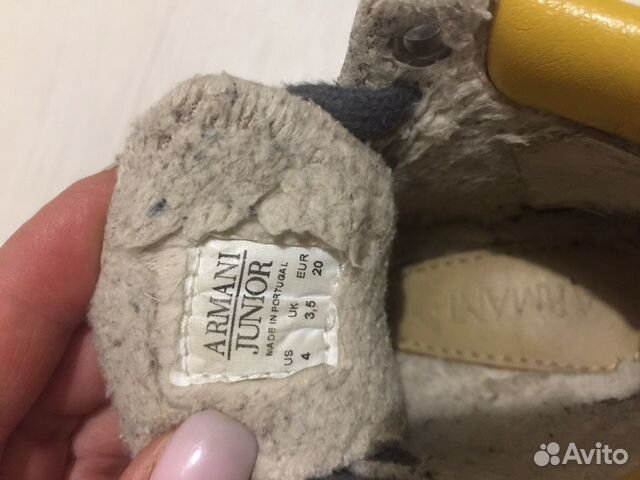 ARMANI
JUNIOR
MADE IN PORTUGAL
US UK EUR
4 3,5 20
ARMANI
Avito